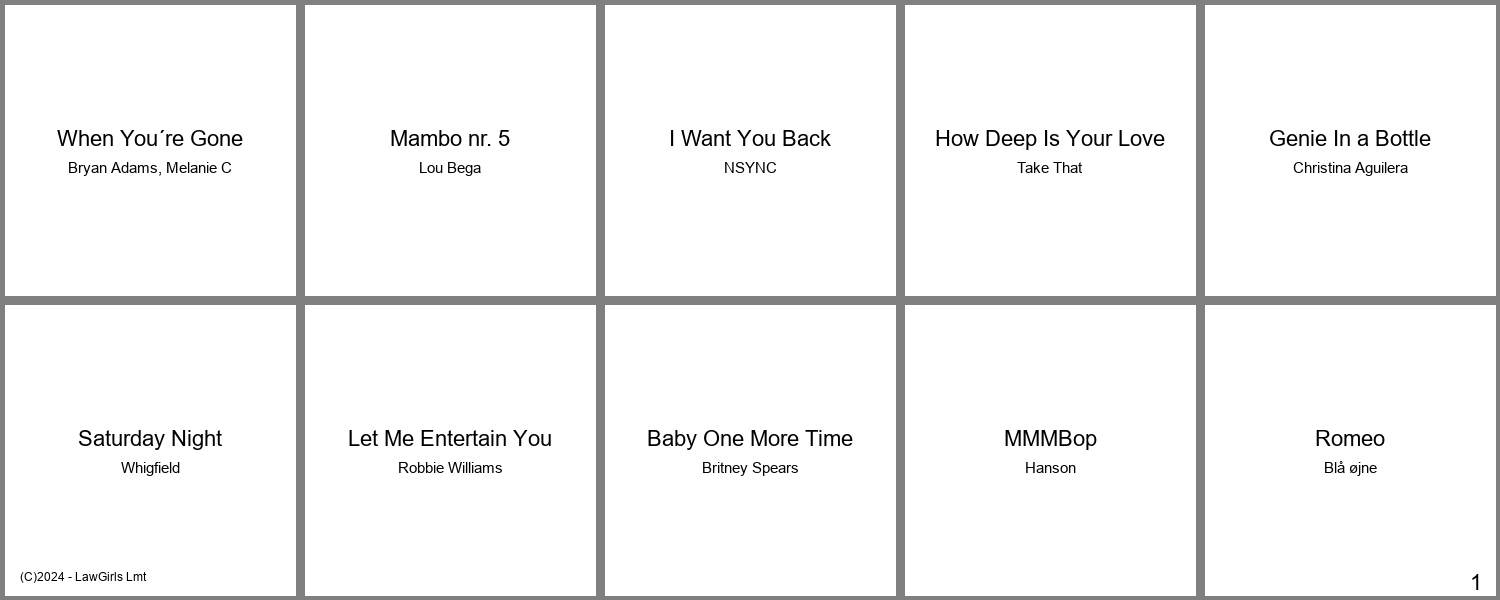 When You´re Gone
Bryan Adams, Melanie C
Mambo nr. 5
Lou Bega
I Want You Back
NSYNC
How Deep Is Your Love
Take That
Genie In a Bottle
Christina Aguilera
Saturday Night
Whigfield
Let Me Entertain You
Robbie Williams
Baby One More Time
Britney Spears
MMMBop
Hanson
Romeo
Blå øjne
(C)2024 - LawGirls Lmt
1